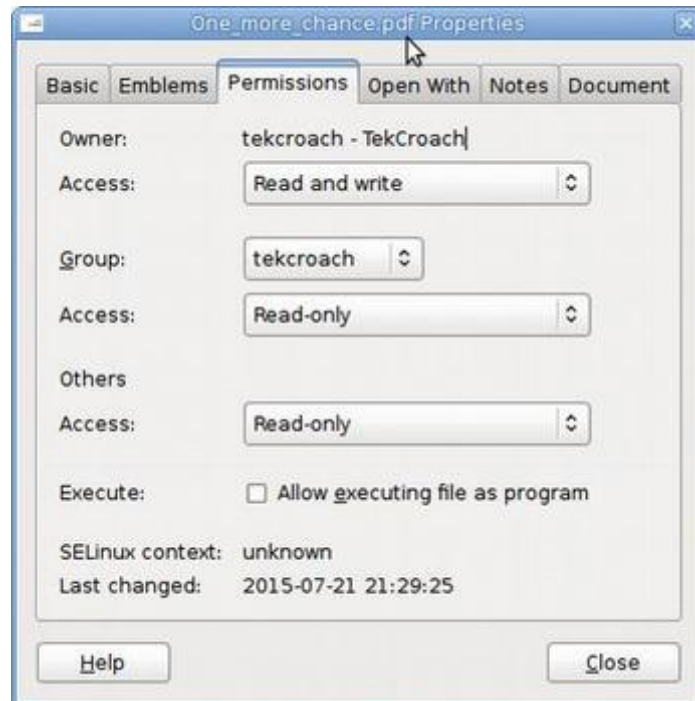 One_more_chance.pdf Properties
Basic Emblems Permissions Open With Notes Document
Owner: tekcroach - TekCroach
Access: Read and write
Group: tekcroach
Access: Read-only
Others
Access: Read-only
Execute: Allow executing file as program
SELinux context: unknown
Last changed: 2015-07-21 21:29:25
Help Close